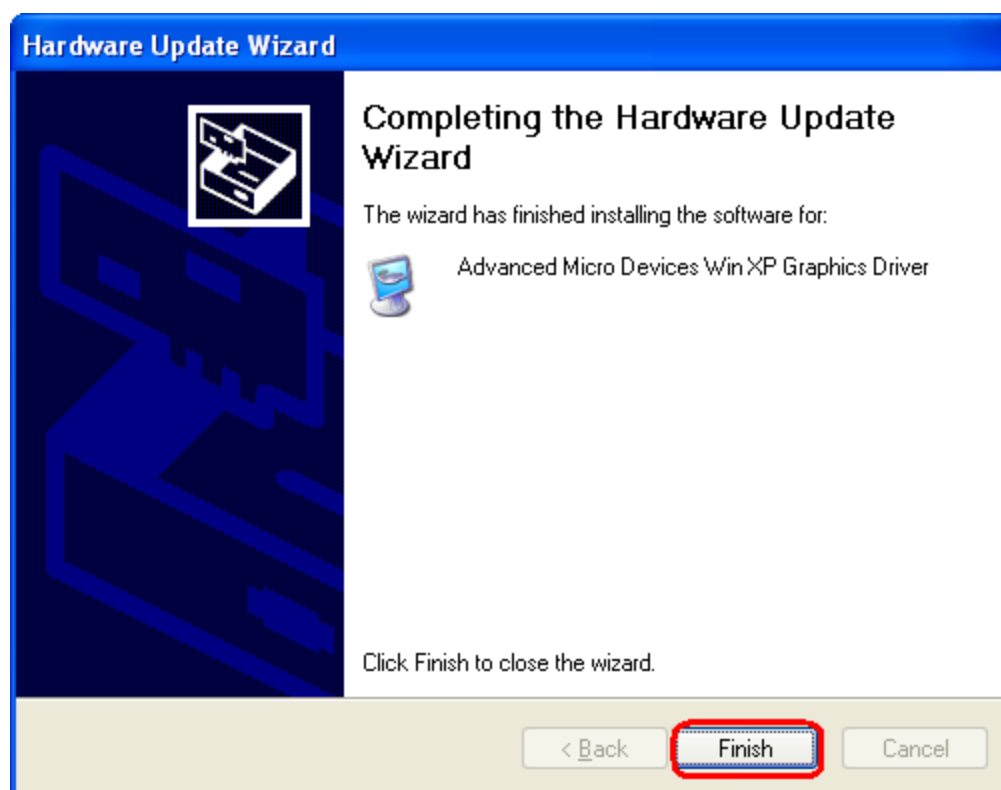 Hardware Update Wizard
Completing the Hardware Update
Wizard
The wizard has finished installing the software for:
Advanced Micro Devices Win XP Graphics Driver
Click Finish to close the wizard.
< Back Finish Cancel